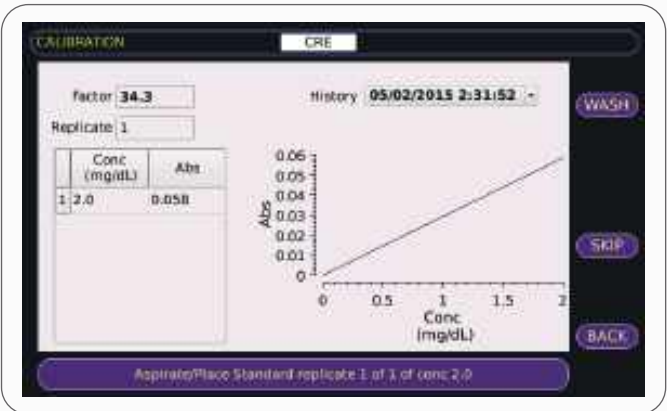 CALIBRATION
CRE
Factor 34.3
History 05/02/2015 2:31:52
WASH
Replicate 1
Conc (mg/dL) Abs
1 2.0 0.058
0.06
0.05
0.04
0.03
0.02
0.01
0
Abs
0 0.5 1 1.5 2
Conc
(mg/dL)
SKIP
BACK
Aspirate/Place Standard replicate 1 of 1 of conc 2.0